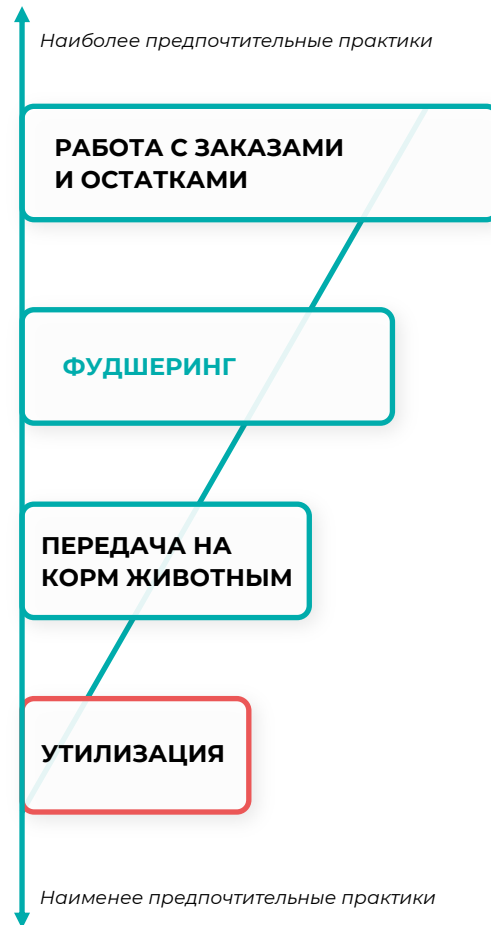 Наиболее предпочтительные практики
РАБОТА С ЗАКАЗАМИ
И ОСТАТКАМИ
ФУДШЕРИНГ
ПЕРЕДАЧА НА
КОРМ ЖИВОТНЫМ
УТИЛИЗАЦИЯ
Наименее предпочтительные практики